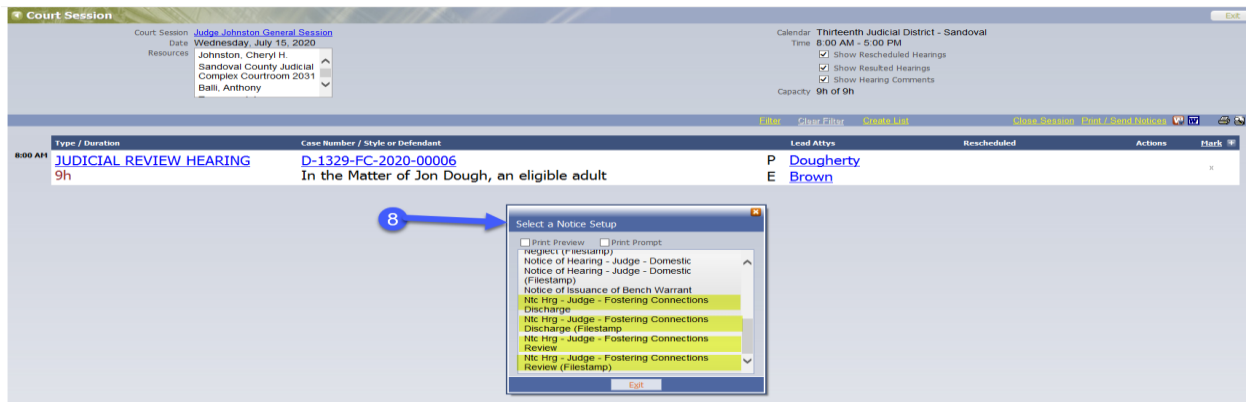 Court Session
Exit
Court Session Judge Johnston General Session
Date Wednesday, July 15, 2020
Resources Johnston, Cheryl H.
Sandoval County Judicial
Complex Courtroom 2031
Balli, Anthony
Calendar Thirteenth Judicial District - Sandoval
Time 8:00 AM - 5:00 PM
Show Rescheduled Hearings
Show Resulted Hearings
Show Hearing Comments
Capacity 9h of 9h
Filter Clear Filter Create List Close Session Print / Send Notices
Type / Duration Case Number / Style or Defendant Lead Attys Rescheduled Actions Mark
8:00 AM JUDICIAL REVIEW HEARING D-1329-FC-2020-00006 P Dougherty
9h In the Matter of Jon Dough, an eligible adult E Brown
8
Select a Notice Setup
Print Preview Print Prompt
Neglect (Filestamp)
Notice of Hearing - Judge - Domestic
Notice of Hearing - Judge - Domestic
(Filestamp)
Notice of Issuance of Bench Warrant
Ntc Hrg - Judge - Fostering Connections
Discharge
Ntc Hrg - Judge - Fostering Connections
Discharge (Filestamp
Ntc Hrg - Judge - Fostering Connections
Review
Ntc Hrg - Judge - Fostering Connections
Review (Filestamp)
Exit